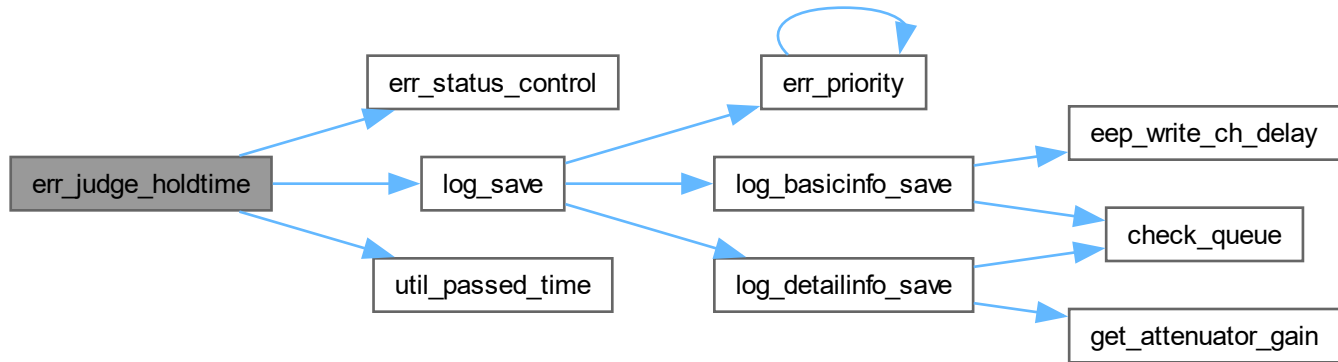 err_judge_holdtime
err_status_control
log_save
util_passed_time
err_priority
log_basicinfo_save
log_detailinfo_save
eep_write_ch_delay
check_queue
get_attenuator_gain